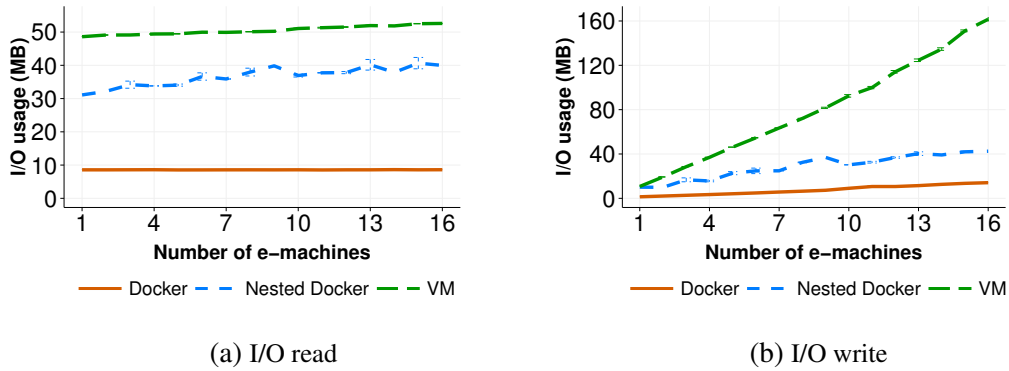 I/O usage (MB)
50
40
30
20
10
0
1 4 7 10 13 16
Number of e−machines
Docker Nested Docker VM
(a) I/O read
I/O usage (MB)
160
120
80
40
0
1 4 7 10 13 16
Number of e−machines
Docker Nested Docker VM
(b) I/O write